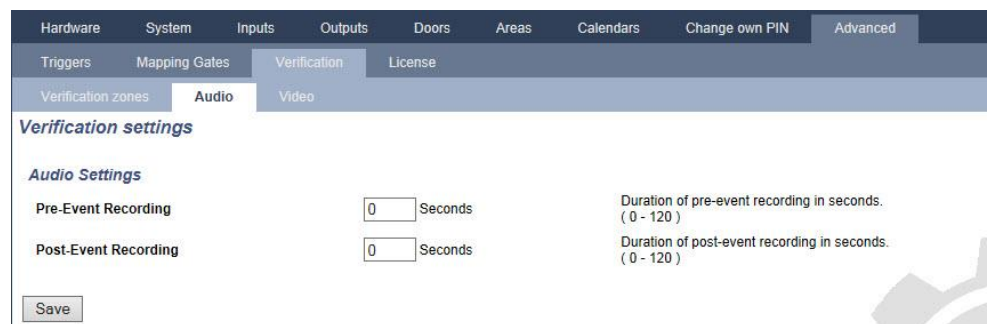 Hardware System Inputs Outputs Doors Areas Calendars Change own PIN Advanced
Triggers Mapping Gates Verification License
Verification zones Audio Video
Verification settings
Audio Settings
Pre-Event Recording 0 Seconds Duration of pre-event recording in seconds.
( 0 - 120 )
Post-Event Recording 0 Seconds Duration of post-event recording in seconds.
( 0 - 120 )
Save